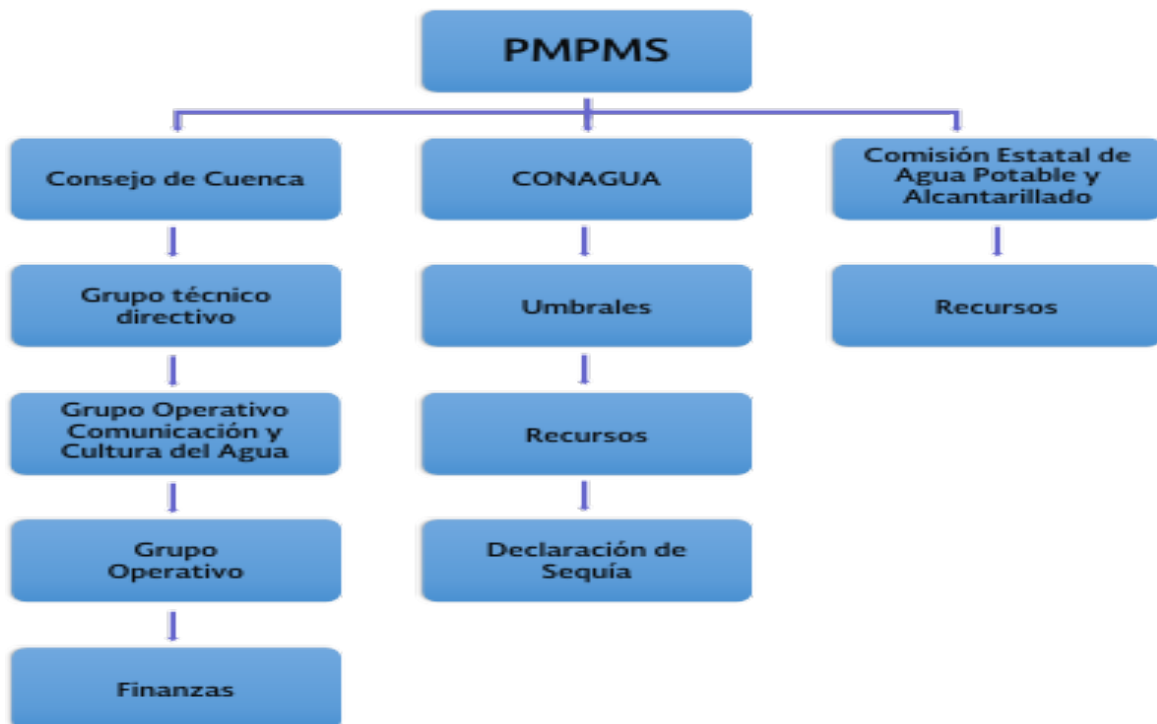 PMPMS
Consejo de Cuenca
CONAGUA
Comisión Estatal de
Agua Potable y
Alcantarillado
Grupo técnico
directivo
Umbrales
Recursos
Grupo Operativo
Comunicación y
Cultura del Agua
Recursos
Grupo
Operativo
Declaración de
Sequía
Finanzas